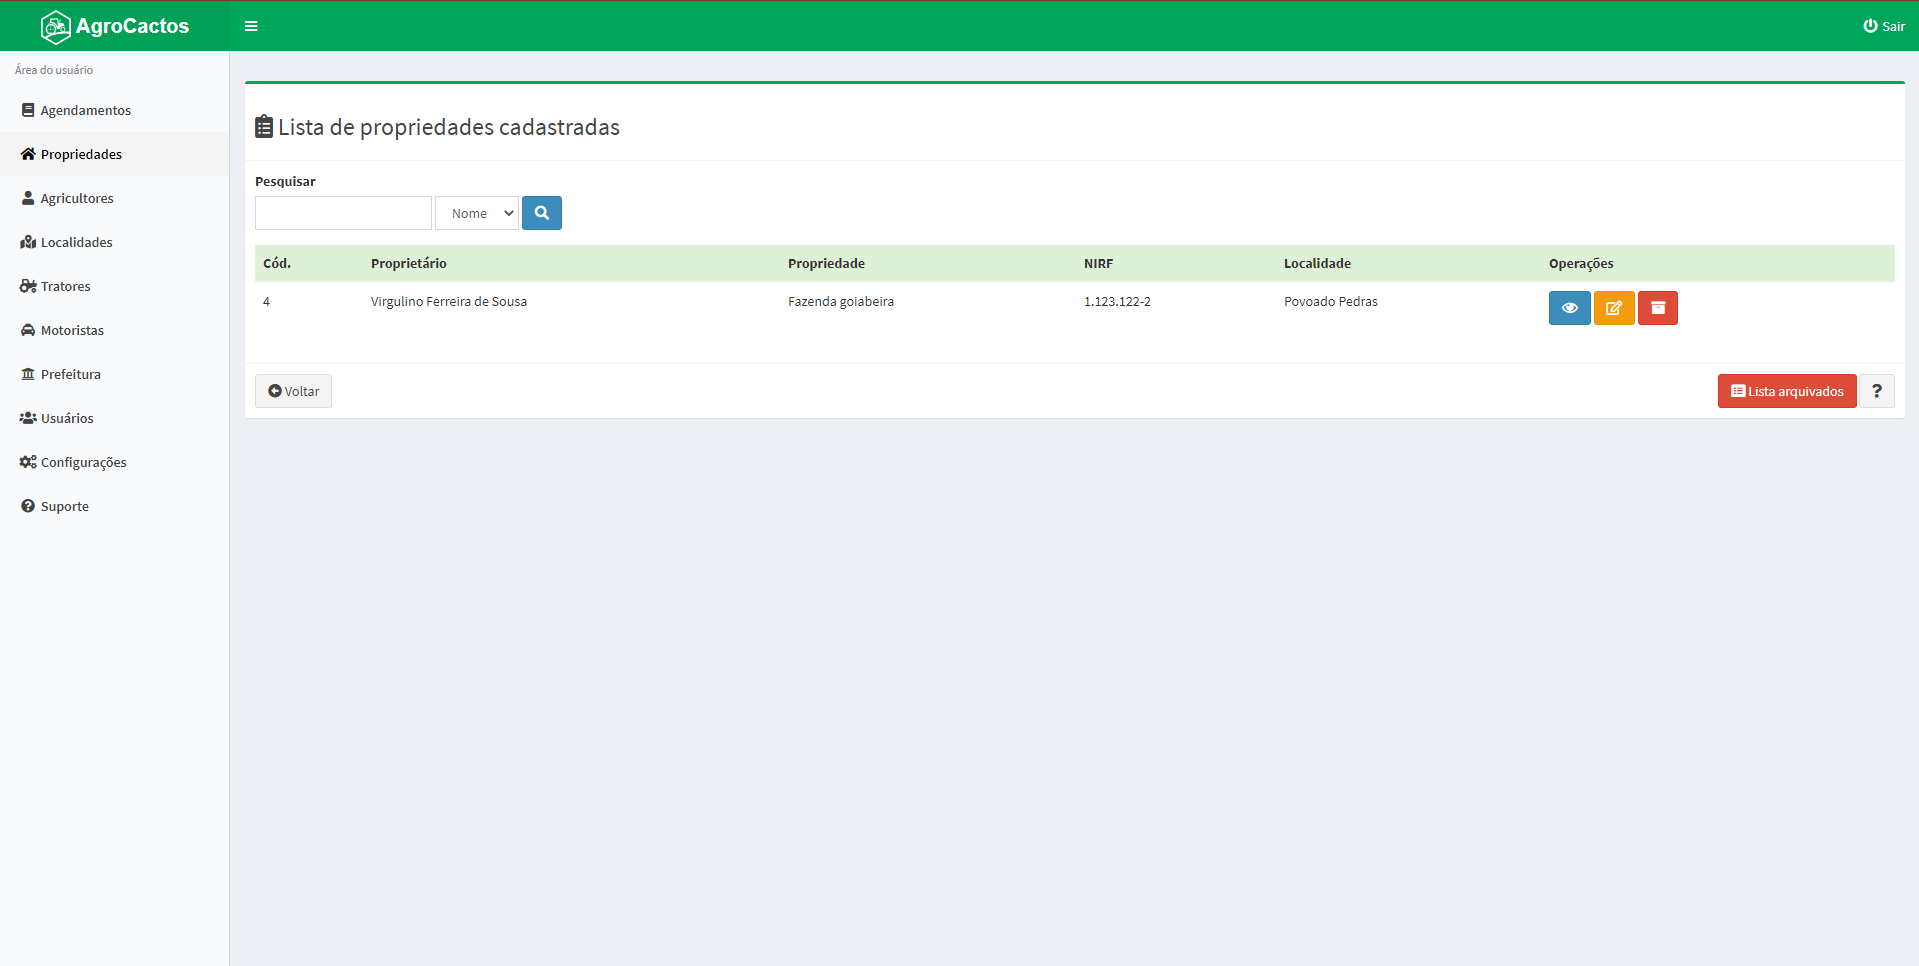 AgroCactos
Sair
Área do usuário
Agendamentos
Propriedades
Agricultores
Localidades
Tratores
Motoristas
Prefeitura
Usuários
Configurações
Suporte
Lista de propriedades cadastradas
Pesquisar
Nome
Cód. Proprietário Propriedade NIRF Localidade Operações
4 Virgulino Ferreira de Sousa Fazenda goiabeira 1.123.122-2 Povoado Pedras
Voltar
Lista arquivados ?